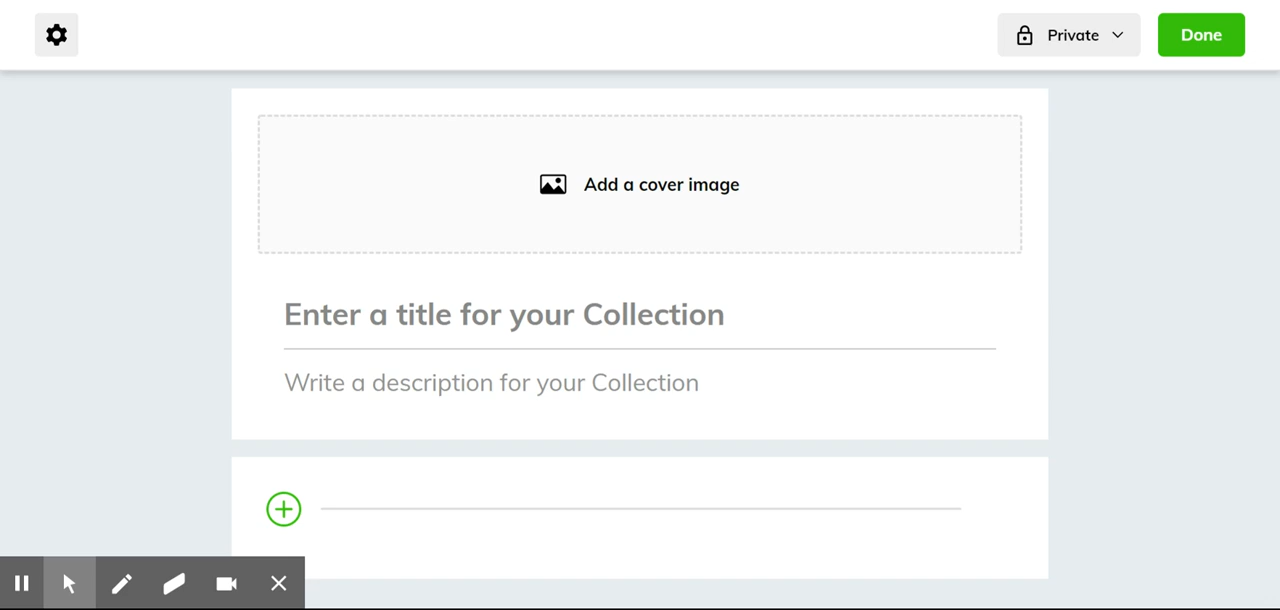 Private
Done
Add a cover image
Enter a title for your Collection
Write a description for your Collection